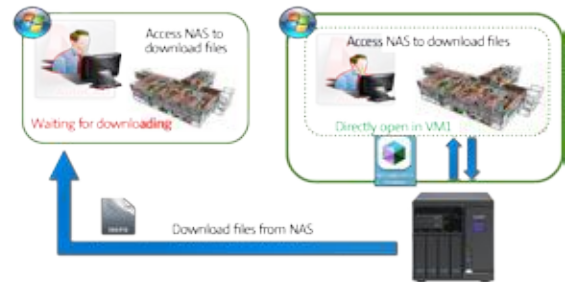 Access NAS to
download files
Waiting for downloading
Access NAS to download files
Directly open in VM1
Download files from NAS